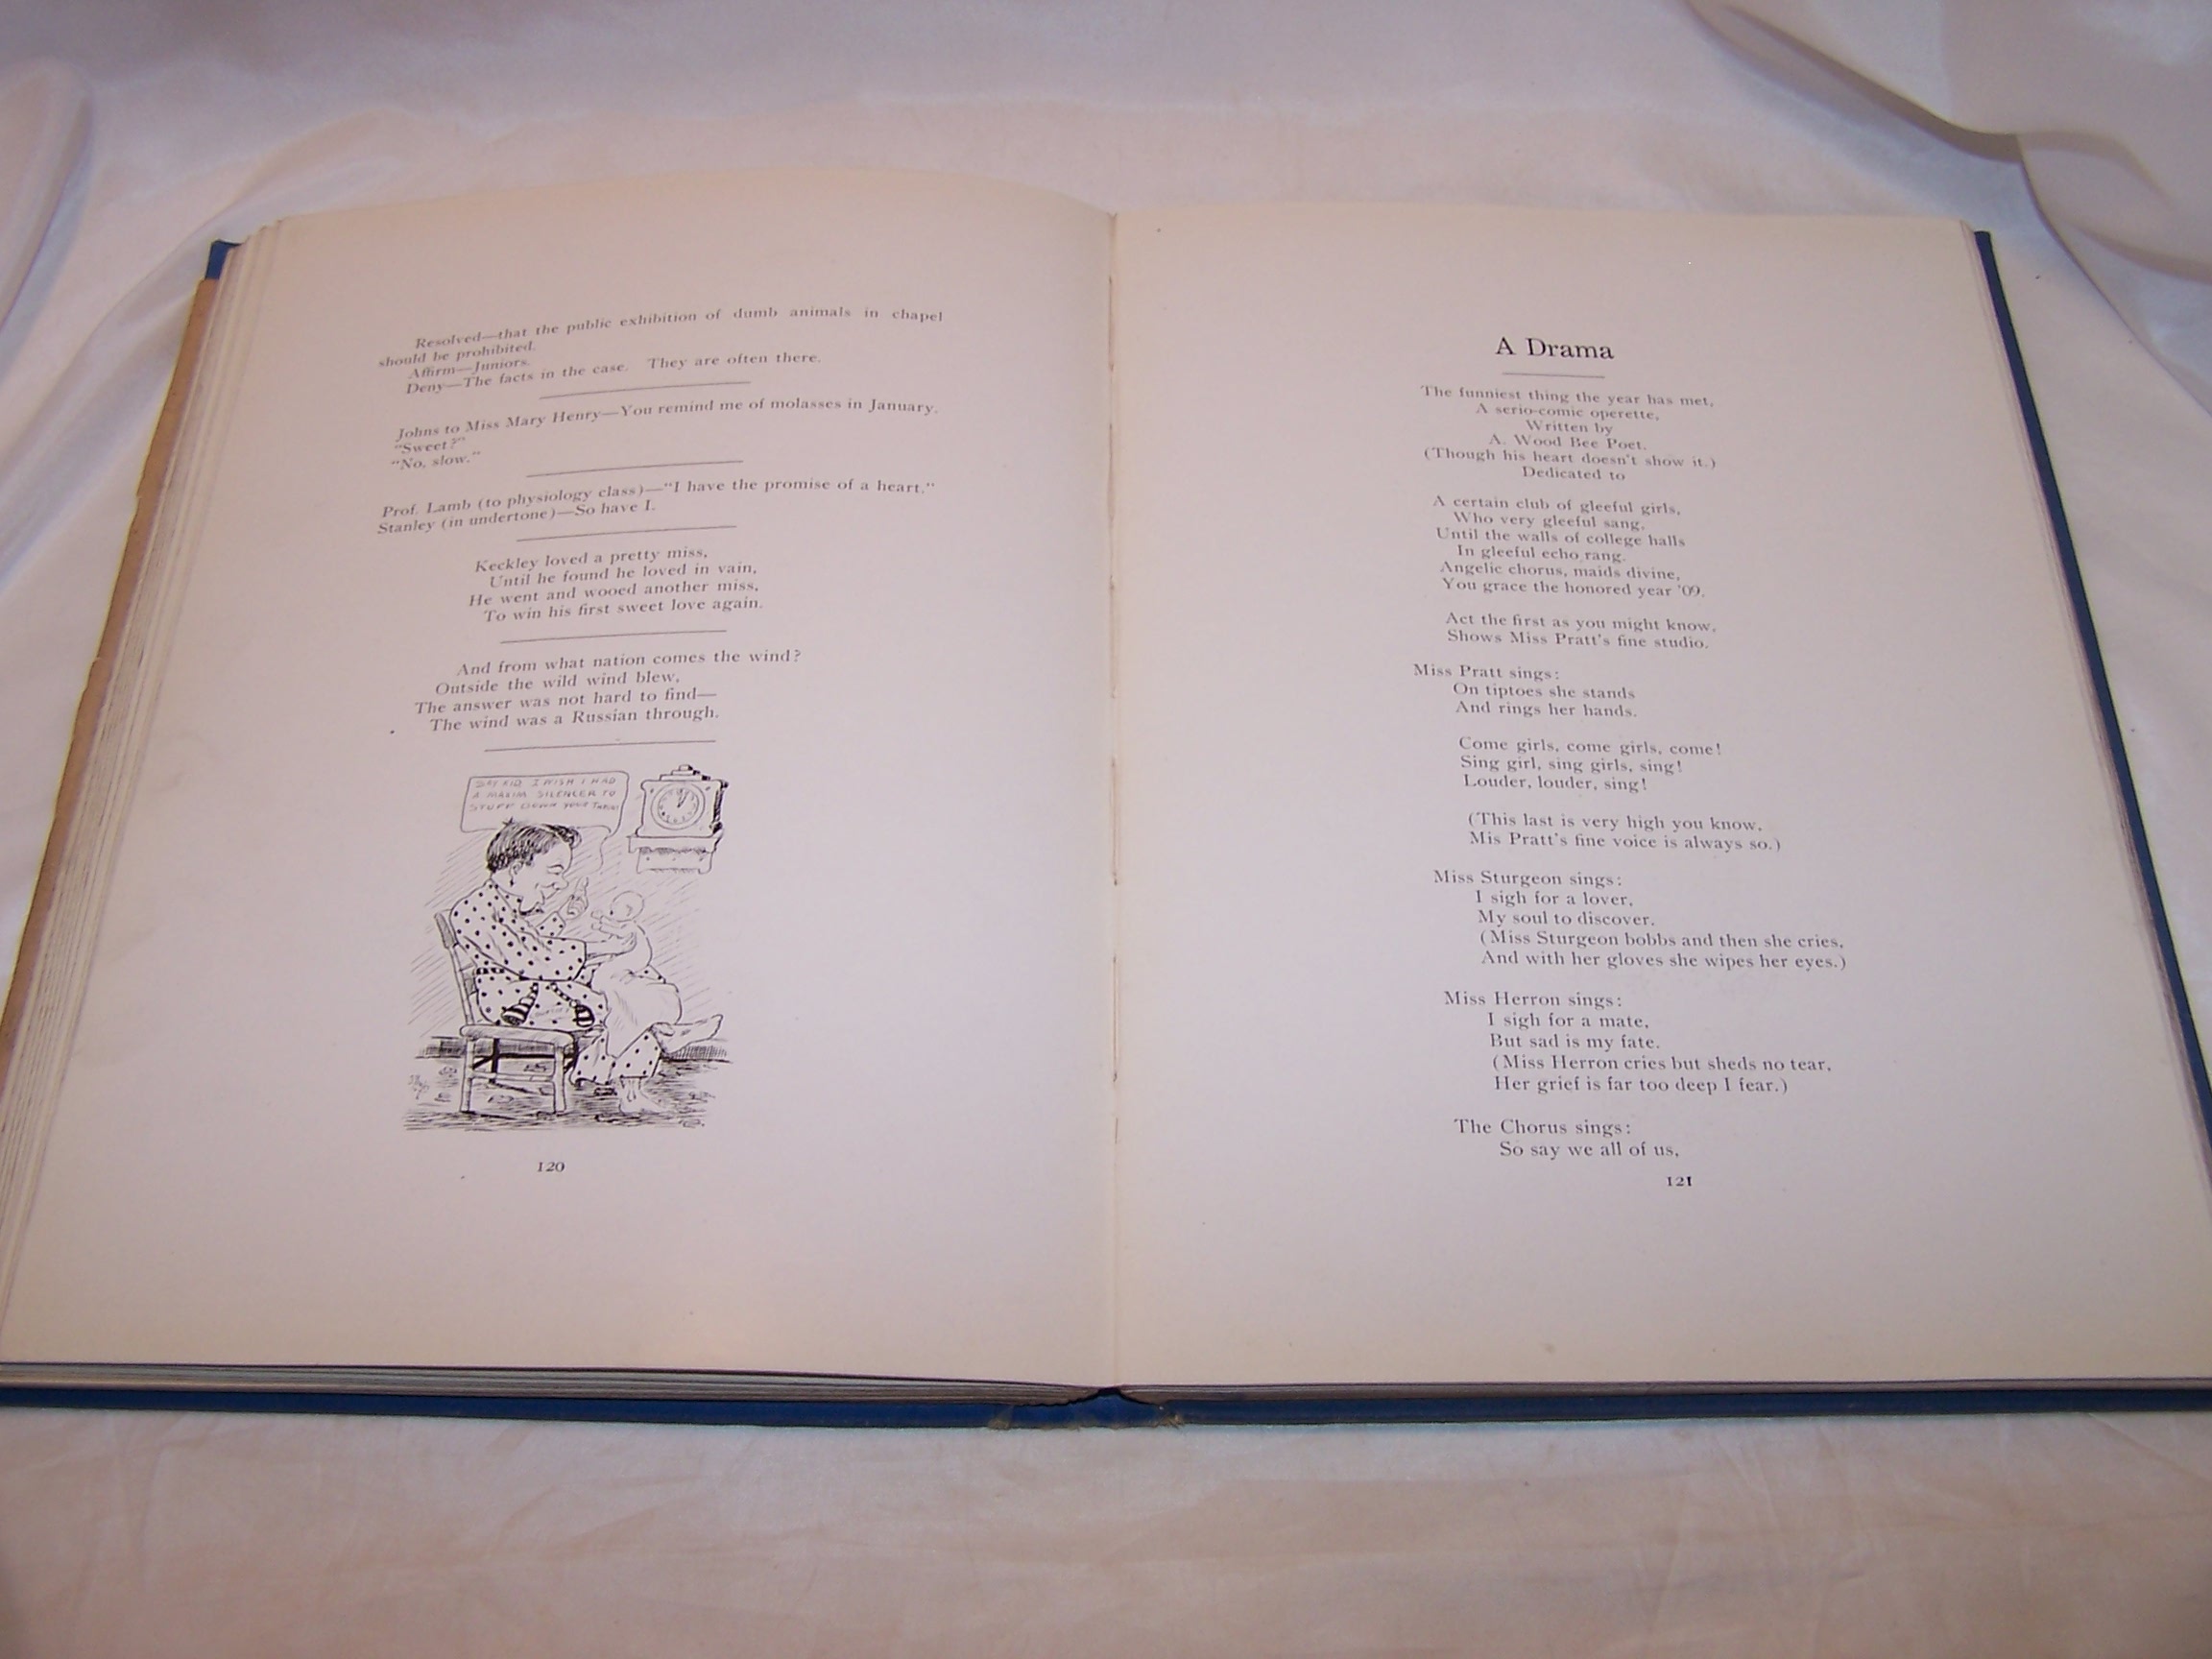 Resolved—that the public exhibition of dumb animals in chapel
should be prohibited.
Affirm—Juniors.
Deny—The facts in the case. They are often there.
Johns to Miss Mary Henry—You remind me of molasses in January.
"Sweet?"
"No, slow."
Prof. Lamb (to physiology class)—"I have the promise of a heart."
Stanley (in undertone)—So have I.
Keckley loved a pretty miss,
Until he found he loved in vain,
He went and wooed another miss,
To win his first sweet love again.
And from what nation comes the wind?
Outside the wild wind blew,
The answer was not hard to find—
The wind was a Russian through.
SAY KID I WISH I HAD
A MAXIM SILENCER TO
STUFF DOWN YOUR
120
A Drama
The funniest thing the year has met,
A serio-comic operette,
Written by
A. Wood Bee Poet.
(Though his heart doesn't show it.)
Dedicated to
A certain club of gleeful girls,
Who very gleeful sang,
Until the walls of college halls
In gleeful echo rang.
Angelic chorus, maids divine,
You grace the honored year '09.
Act the first as you might know,
Shows Miss Pratt's fine studio.
Miss Pratt sings:
On tiptoes she stands
And rings her hands.
Come girls, come girls, come!
Sing girl, sing girls, sing!
Louder, louder, sing!
(This last is very high you know,
Mis Pratt's fine voice is always so.)
Miss Sturgeon sings:
I sigh for a lover,
My soul to discover.
(Miss Sturgeon bobbs and then she cries,
And with her gloves she wipes her eyes.)
Miss Herron sings:
I sigh for a mate,
But sad is my fate.
(Miss Herron cries but sheds no tear,
Her grief is far too deep I fear.)
The Chorus sings:
So say we all of us,
121